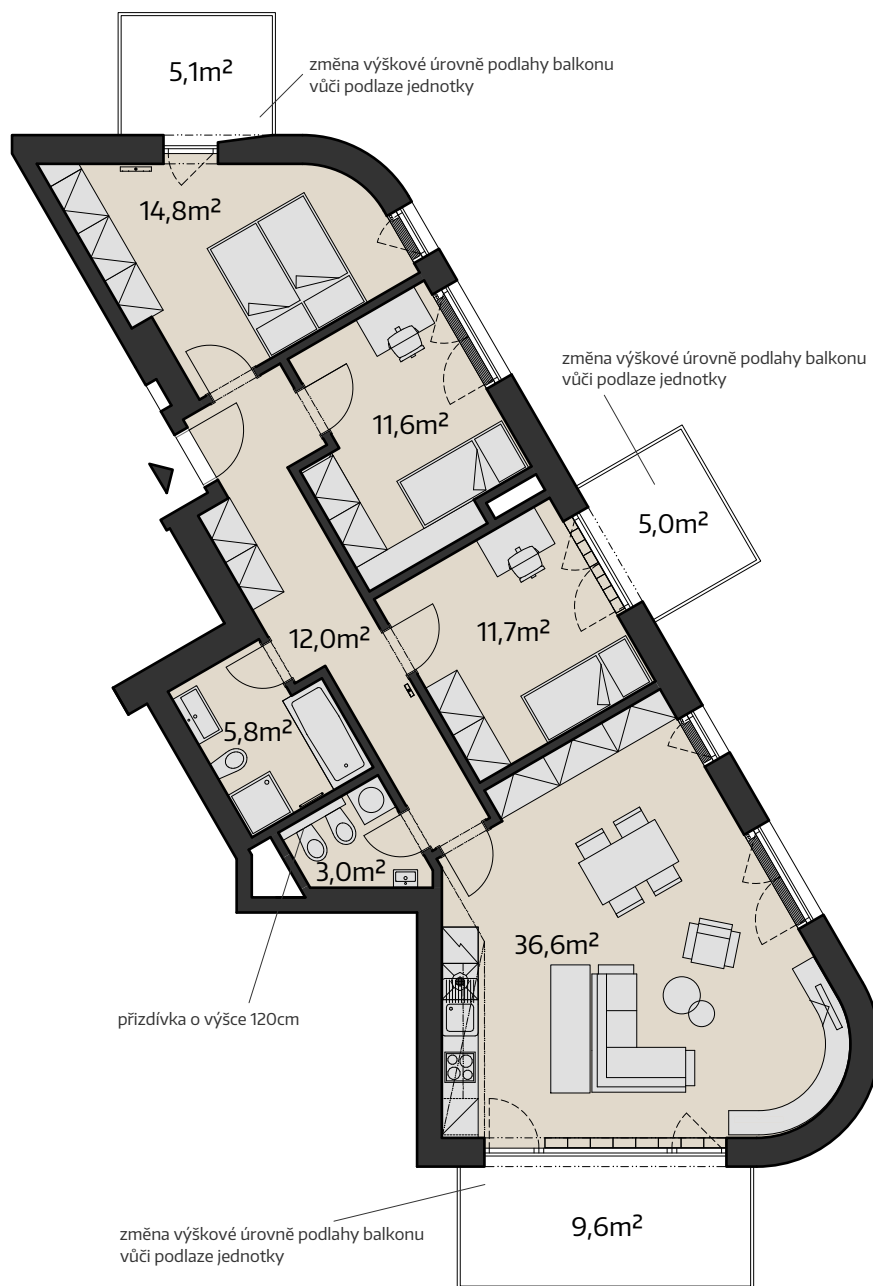 5,1m²
změna výškové úrovně podlahy balkonu
vůči podlaze jednotky
14,8m²
změna výškové úrovně podlahy balkonu
vůči podlaze jednotky
11,6m²
5,0m²
12,0m²
11,7m²
5,8m²
3,0m²
36,6m²
přizdívka o výšce 120cm
změna výškové úrovně podlahy balkonu
vůči podlaze jednotky
9,6m²